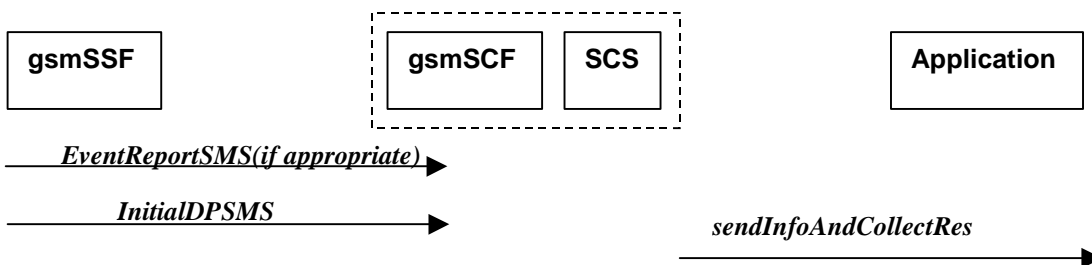 gsmSSF gsmSCF SCS Application
EventReportSMS(if appropriate)
InitialDPSMS
sendInfoAndCollectRes